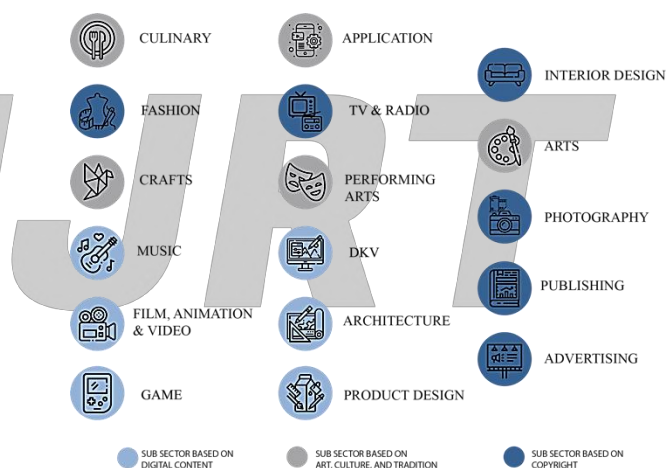 CULINARY
FASHION
CRAFTS
MUSIC
FILM, ANIMATION
& VIDEO
GAME
APPLICATION
TV & RADIO
PERFORMING
ARTS
DKV
ARCHITECTURE
PRODUCT DESIGN
INTERIOR DESIGN
ARTS
PHOTOGRAPHY
PUBLISHING
ADVERTISING
SUB SECTOR BASED ON
DIGITAL CONTENT
SUB SECTOR BASED ON
ART, CULTURE, AND TRADITION
SUB SECTOR BASED ON
COPYRIGHT
JRT